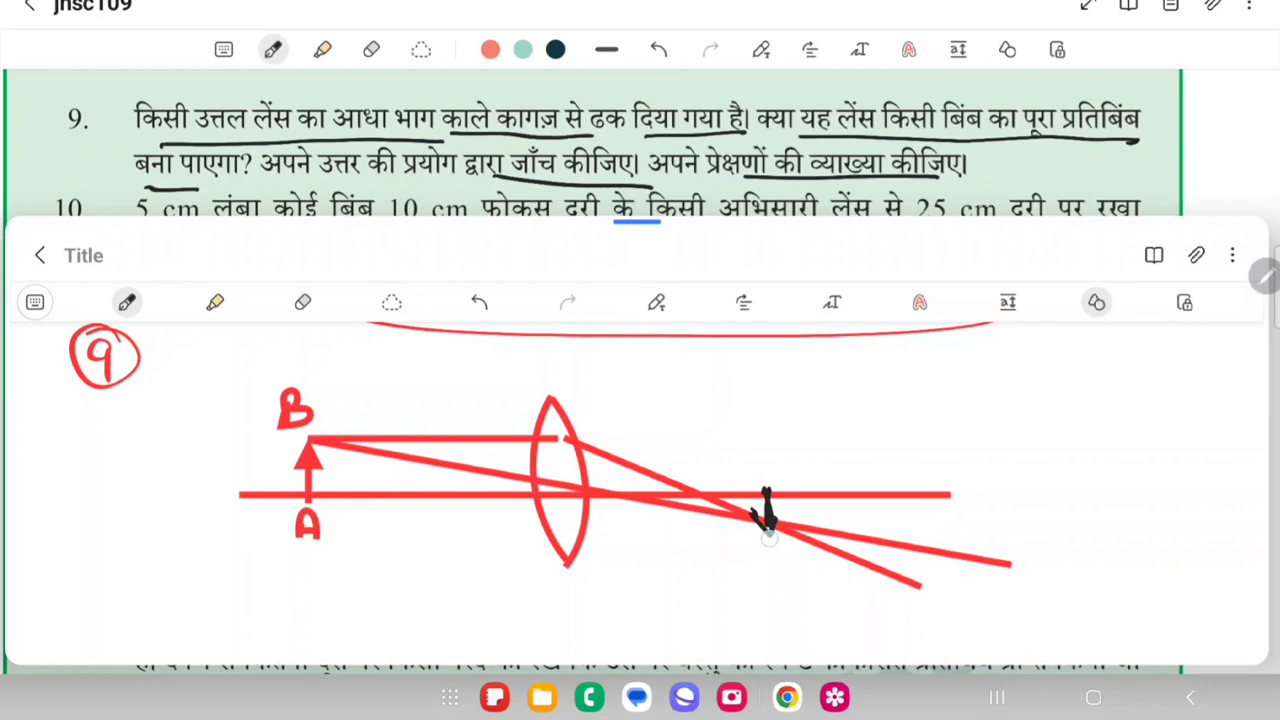 jhsc109
9. किसी उत्तल लेंस का आधा भाग काले कागज़ से ढक दिया गया है। क्या यह लेंस किसी बिंब का पूरा प्रतिबिंब
बना पाएगा? अपने उत्तर की प्रयोग द्वारा जाँच कीजिए। अपने प्रेक्षणों की व्याख्या कीजिए।
10 5 cm लंबा कोई बिंब 10 cm फोकस दूरी के किसी अभिसारी लेंस से 25 cm दूरी पर रखा
Title
9
B
A